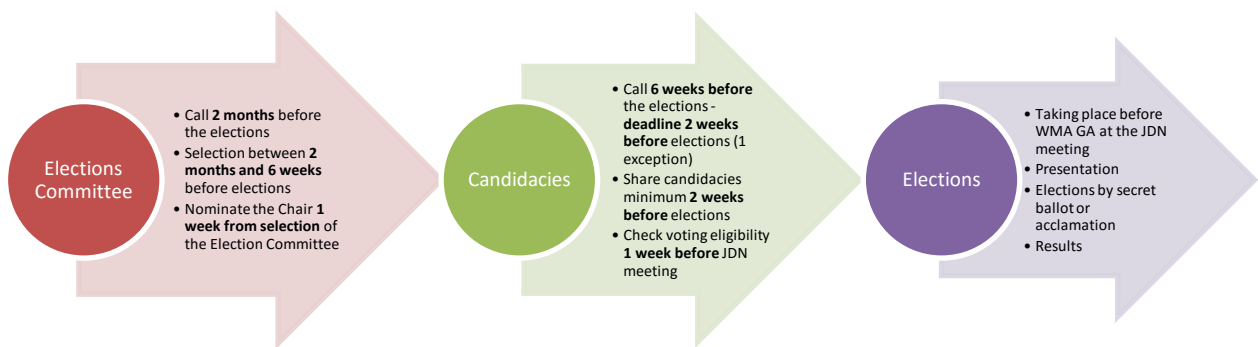 Elections
Committee
• Call 2 months before
the elections
• Selection between 2
months and 6 weeks
before elections
• Nominate the Chair 1
week from selection of
the Election Committee
Candidacies
• Call 6 weeks before
the elections -
deadline 2 weeks
before elections (1
exception)
• Share candidacies
minimum 2 weeks
before elections
• Check voting eligibility
1 week before JDN
meeting
Elections
• Taking place before
WMA GA at the JDN
meeting
• Presentation
• Elections by secret
ballot or
acclamation
• Results